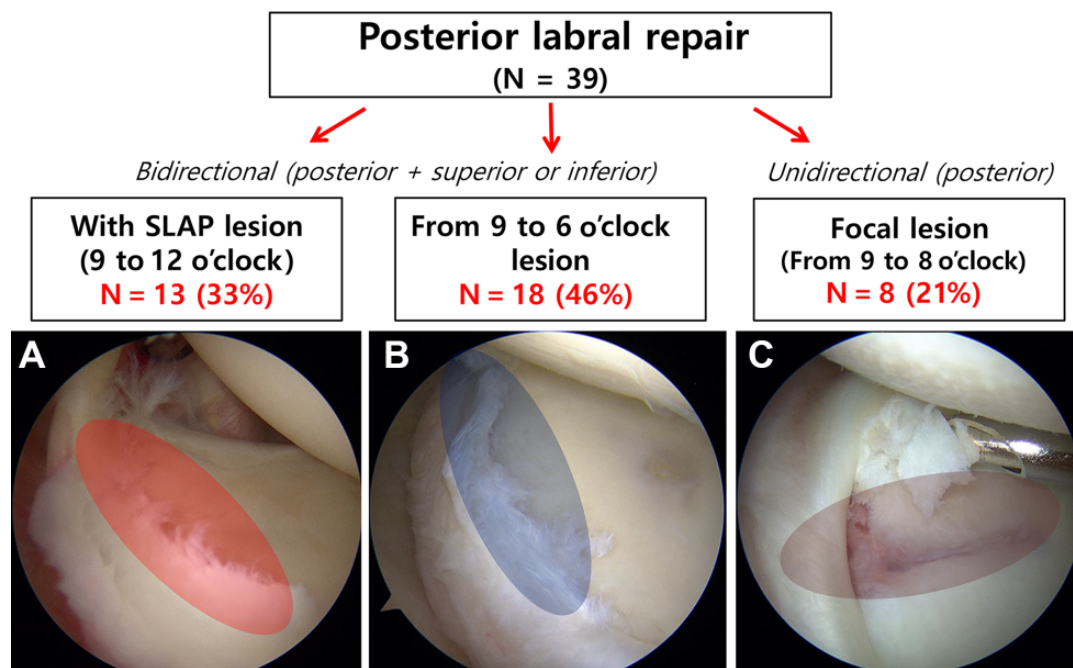 Posterior labral repair
(N = 39)
Bidirectional (posterior + superior or inferior)
Unidirectional (posterior)
With SLAP lesion
(9 to 12 o’clock)
N = 13 (33%)
From 9 to 6 o’clock
lesion
N = 18 (46%)
Focal lesion
(From 9 to 8 o’clock)
N = 8 (21%)
A
B
C